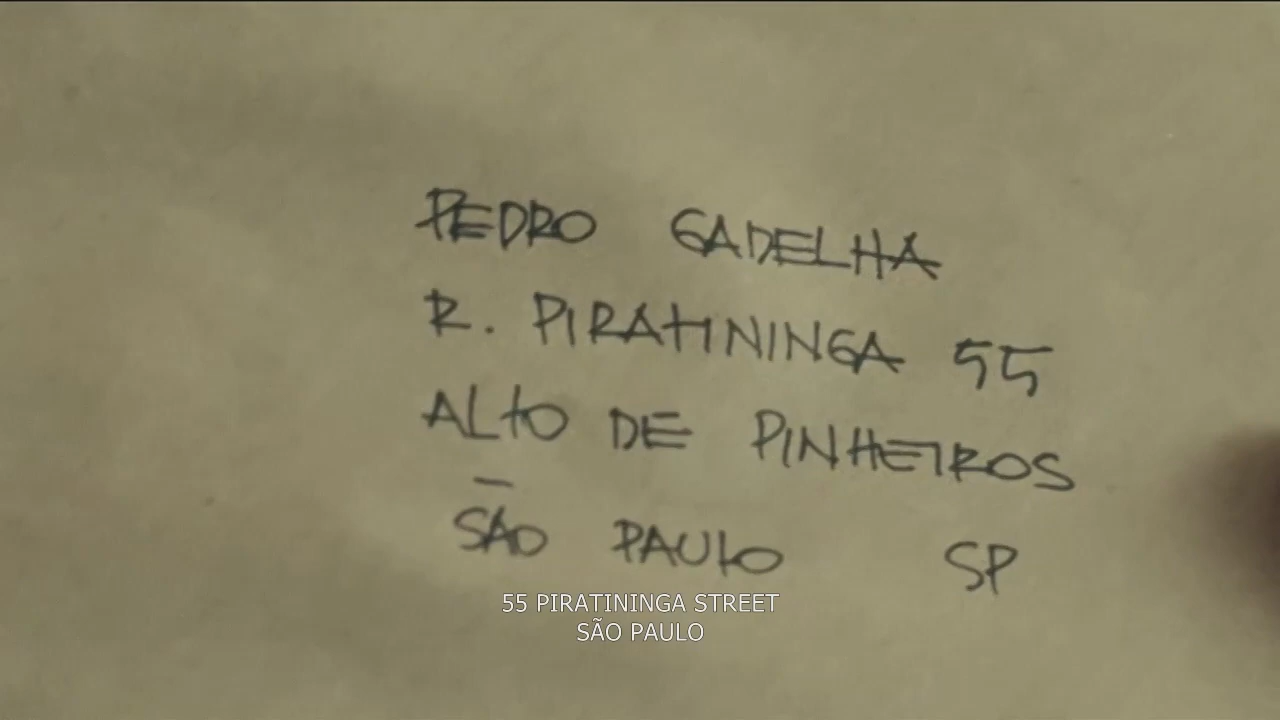 PEDRO GADELHA
R. PIRATININGA 55
ALTO DE PINHEIROS
SÃO PAULO SP
55 PIRATININGA STREET
SÃO PAULO